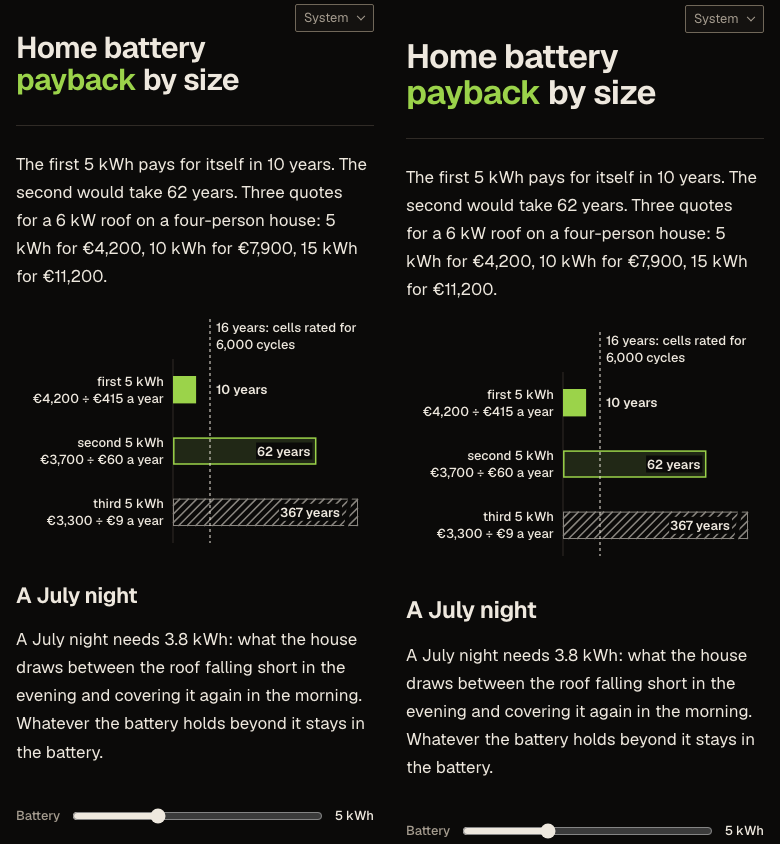 System
Home battery
payback by size
The first 5 kWh pays for itself in 10 years. The
second would take 62 years. Three quotes
for a 6 kW roof on a four-person house: 5
kWh for €4,200, 10 kWh for €7,900, 15 kWh
for €11,200.
16 years: cells rated for
6,000 cycles
first 5 kWh
€4,200 ÷ €415 a year
10 years
second 5 kWh
€3,700 ÷ €60 a year
62 years
third 5 kWh
€3,300 ÷ €9 a year
367 years
A July night
A July night needs 3.8 kWh: what the house
draws between the roof falling short in the
evening and covering it again in the morning.
Whatever the battery holds beyond it stays in
the battery.
Battery
5 kWh
System
Home battery
payback by size
The first 5 kWh pays for itself in 10 years. The
second would take 62 years. Three quotes
for a 6 kW roof on a four-person house: 5
kWh for €4,200, 10 kWh for €7,900, 15 kWh
for €11,200.
16 years: cells rated for
6,000 cycles
first 5 kWh
€4,200 ÷ €415 a year
10 years
second 5 kWh
€3,700 ÷ €60 a year
62 years
third 5 kWh
€3,300 ÷ €9 a year
367 years
A July night
A July night needs 3.8 kWh: what the house
draws between the roof falling short in the
evening and covering it again in the morning.
Whatever the battery holds beyond it stays in
the battery.
Battery
5 kWh